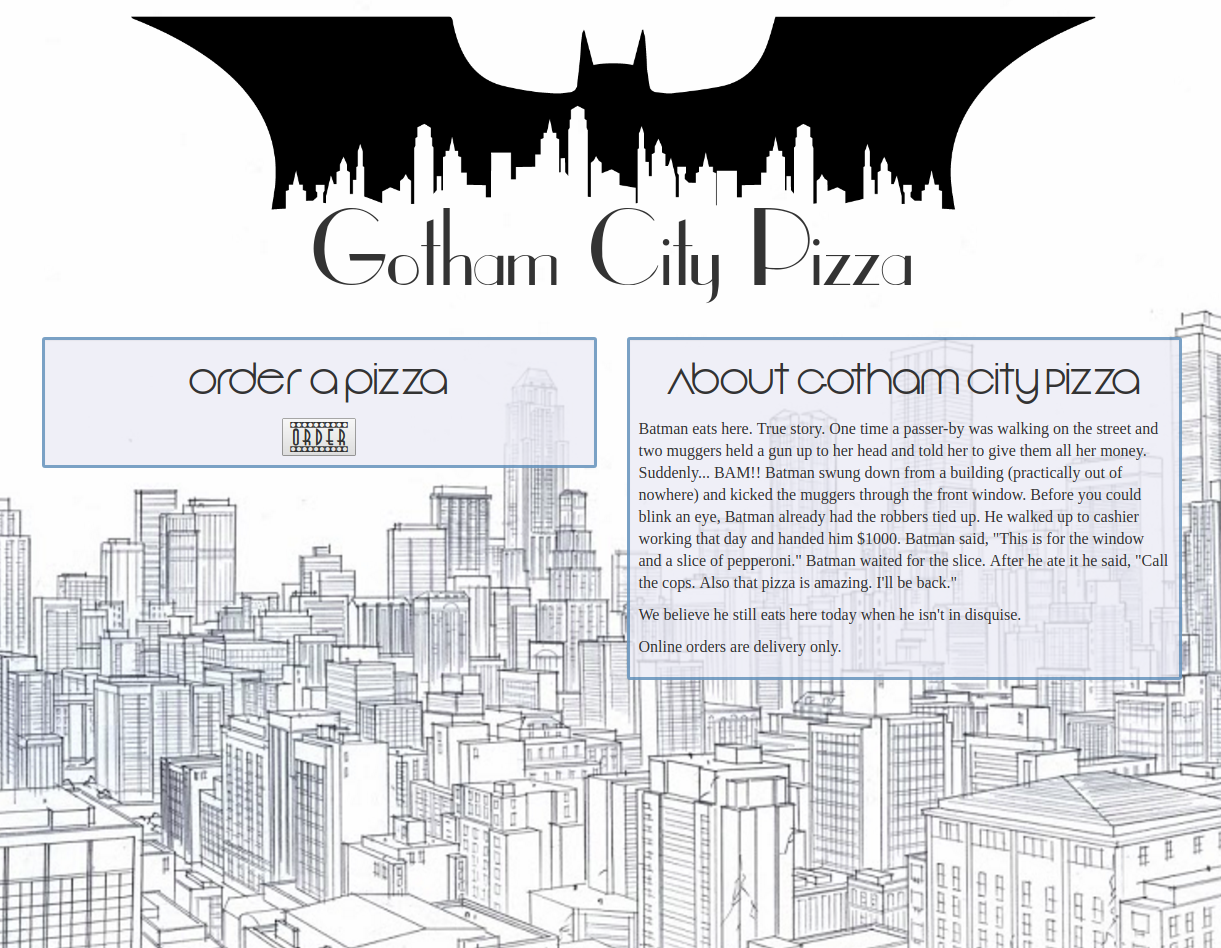 Gotham City Pizza
order a pizza
ORDER
About Gotham City Pizza
Batman eats here. True story. One time a passer-by was walking on the street and
two muggers held a gun up to her head and told her to give them all her money.
Suddenly... BAM!! Batman swung down from a building (practically out of
nowhere) and kicked the muggers through the front window. Before you could
blink an eye, Batman already had the robbers tied up. He walked up to cashier
working that day and handed him $1000. Batman said, "This is for the window
and a slice of pepperoni." Batman waited for the slice. After he ate it he said, "Call
the cops. Also that pizza is amazing. I'll be back."
We believe he still eats here today when he isn't in disquise.
Online orders are delivery only.